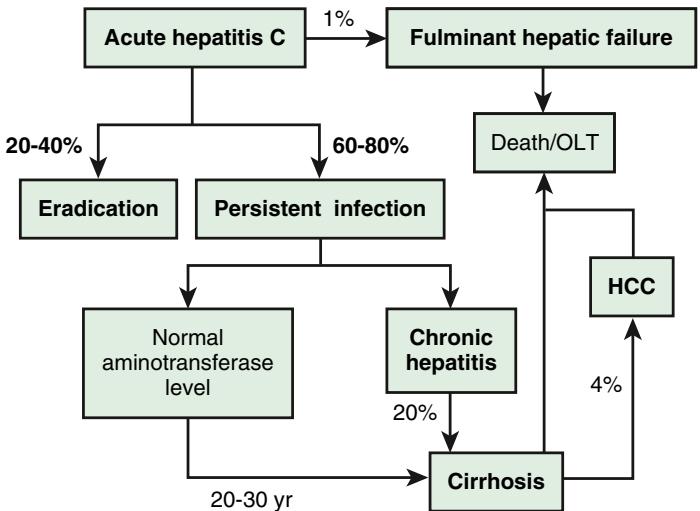 1%
Acute hepatitis C
Fulminant hepatic failure
Death/OLT
20-40%
60-80%
Eradication
Persistent infection
HCC
Normal
aminotransferase
level
Chronic
hepatitis
4%
20%
Cirrhosis
20-30 yr